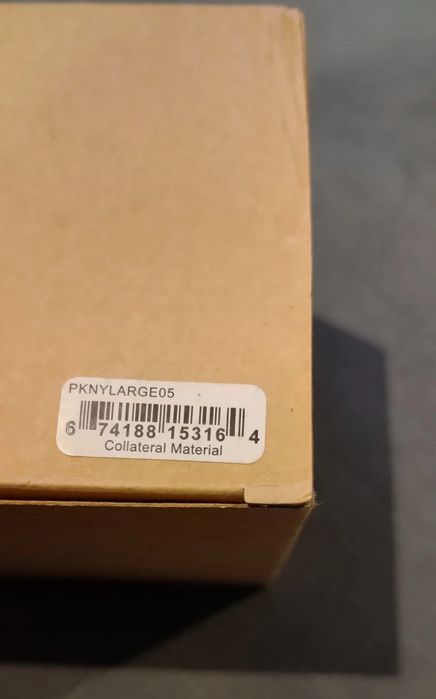 PKNYLARGE05
6 74188 15316 4
Collateral Material